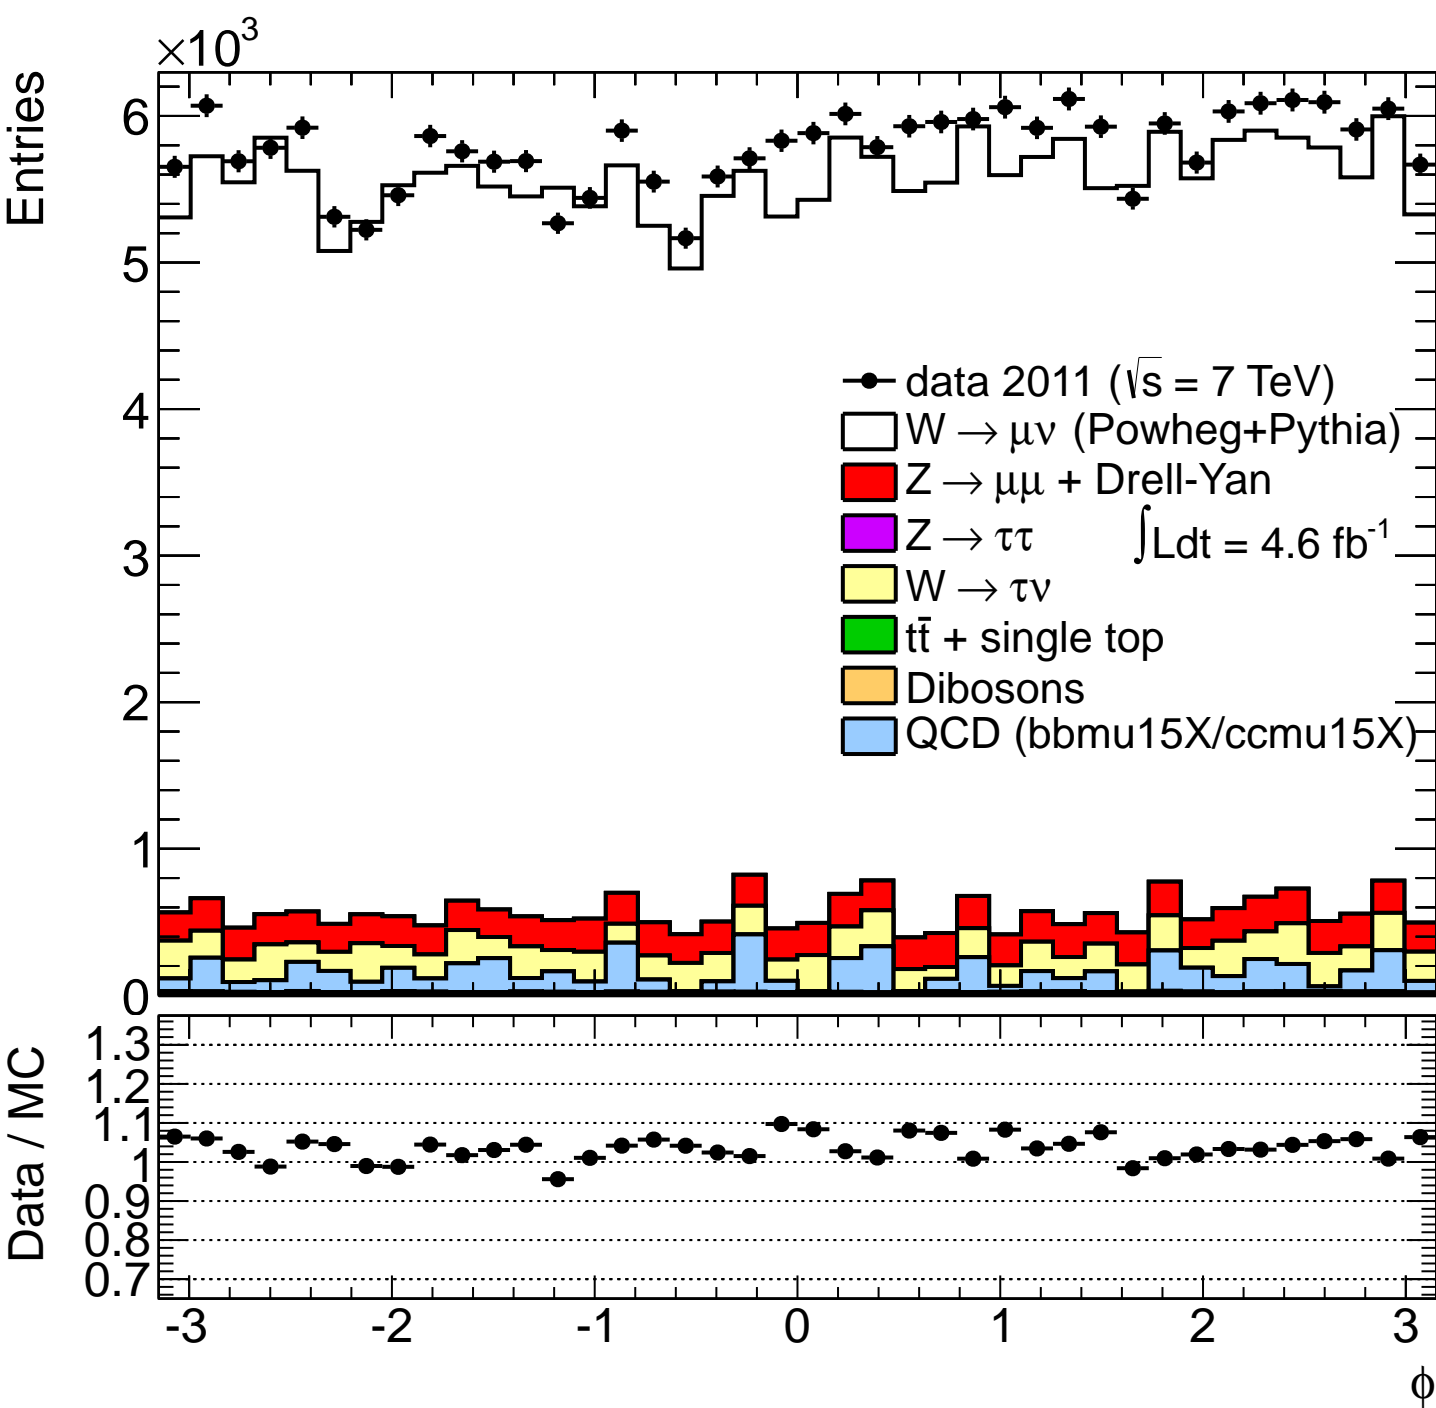 ×10³
Entries
6
5
4
3
2
1
0
data 2011 (√s = 7 TeV)
W → μν (Powheg+Pythia)
Z → μμ + Drell-Yan
Z → ττ
∫Ldt = 4.6 fb⁻¹
W → τν
tt̄ + single top
Dibosons
QCD (bbmu15X/ccmu15X)
Data / MC
1.3
1.2
1.1
1
0.9
0.8
0.7
-3 -2 -1 0 1 2 3
ϕ